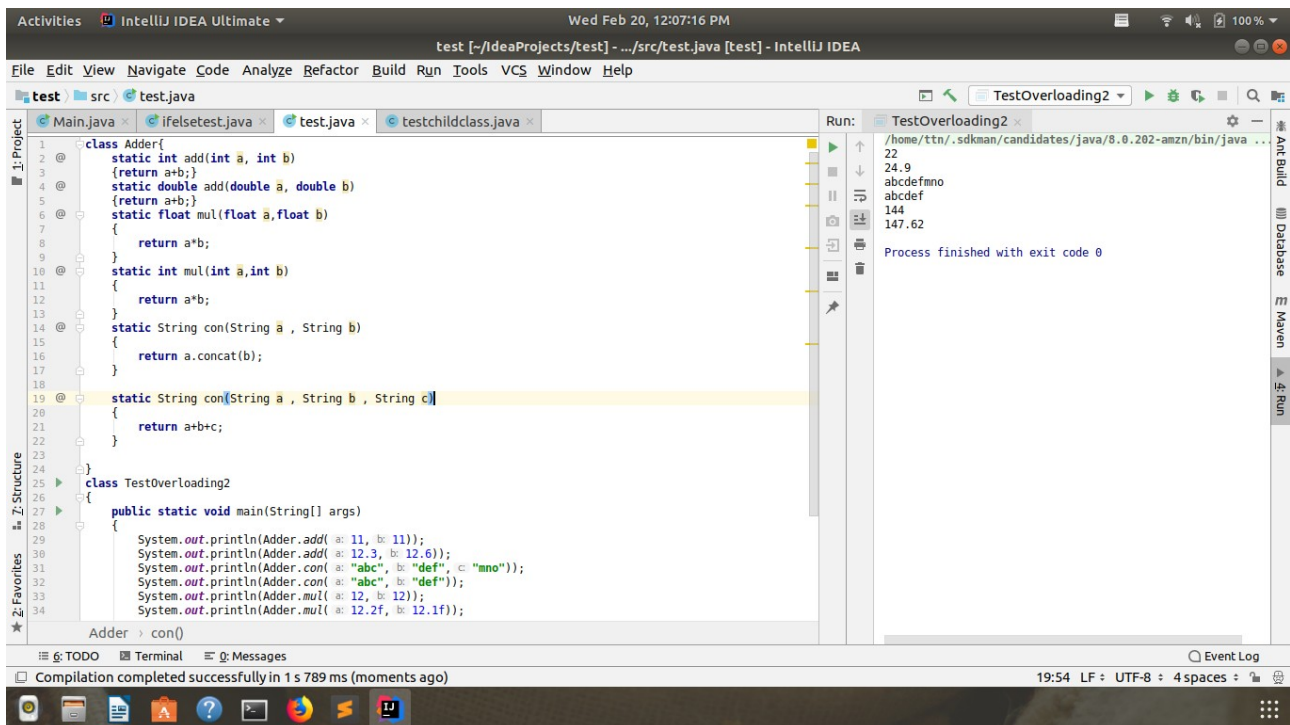 Activities IntelliJ IDEA Ultimate Wed Feb 20, 12:07:16 PM 100 %
test [~/IdeaProjects/test] - .../src/test.java [test] - IntelliJ IDEA
File Edit View Navigate Code Analyze Refactor Build Run Tools VCS Window Help
test src test.java TestOverloading2
Main.java ifelsetest.java test.java testchildclass.java
1 class Adder{
2 @ static int add(int a, int b)
3 {return a+b;}
4 @ static double add(double a, double b)
5 {return a+b;}
6 @ static float mul(float a,float b)
7 {
8 return a*b;
9 }
10 @ static int mul(int a,int b)
11 {
12 return a*b;
13 }
14 @ static String con(String a , String b)
15 {
16 return a.concat(b);
17 }
18
19 @ static String con(String a , String b , String c)
20 {
21 return a+b+c;
22 }
23
24 }
25 class TestOverloading2
26 {
27 public static void main(String[] args)
28 {
29 System.out.println(Adder.add( a: 11, b: 11));
30 System.out.println(Adder.add( a: 12.3, b: 12.6));
31 System.out.println(Adder.con( a: "abc", b: "def", c: "mno"));
32 System.out.println(Adder.con( a: "abc", b: "def"));
33 System.out.println(Adder.mul( a: 12, b: 12));
34 System.out.println(Adder.mul( a: 12.2f, b: 12.1f));
Adder con()
Run: TestOverloading2
/home/ttn/.sdkman/candidates/java/8.0.202-amzn/bin/java ...
22
24.9
abcdefmno
abcdef
144
147.62
Process finished with exit code 0
1: Project
7: Structure
2: Favorites
Ant Build
Database
m Maven
4: Run
6: TODO Terminal 0: Messages Event Log
Compilation completed successfully in 1 s 789 ms (moments ago) 19:54 LF UTF-8 4 spaces